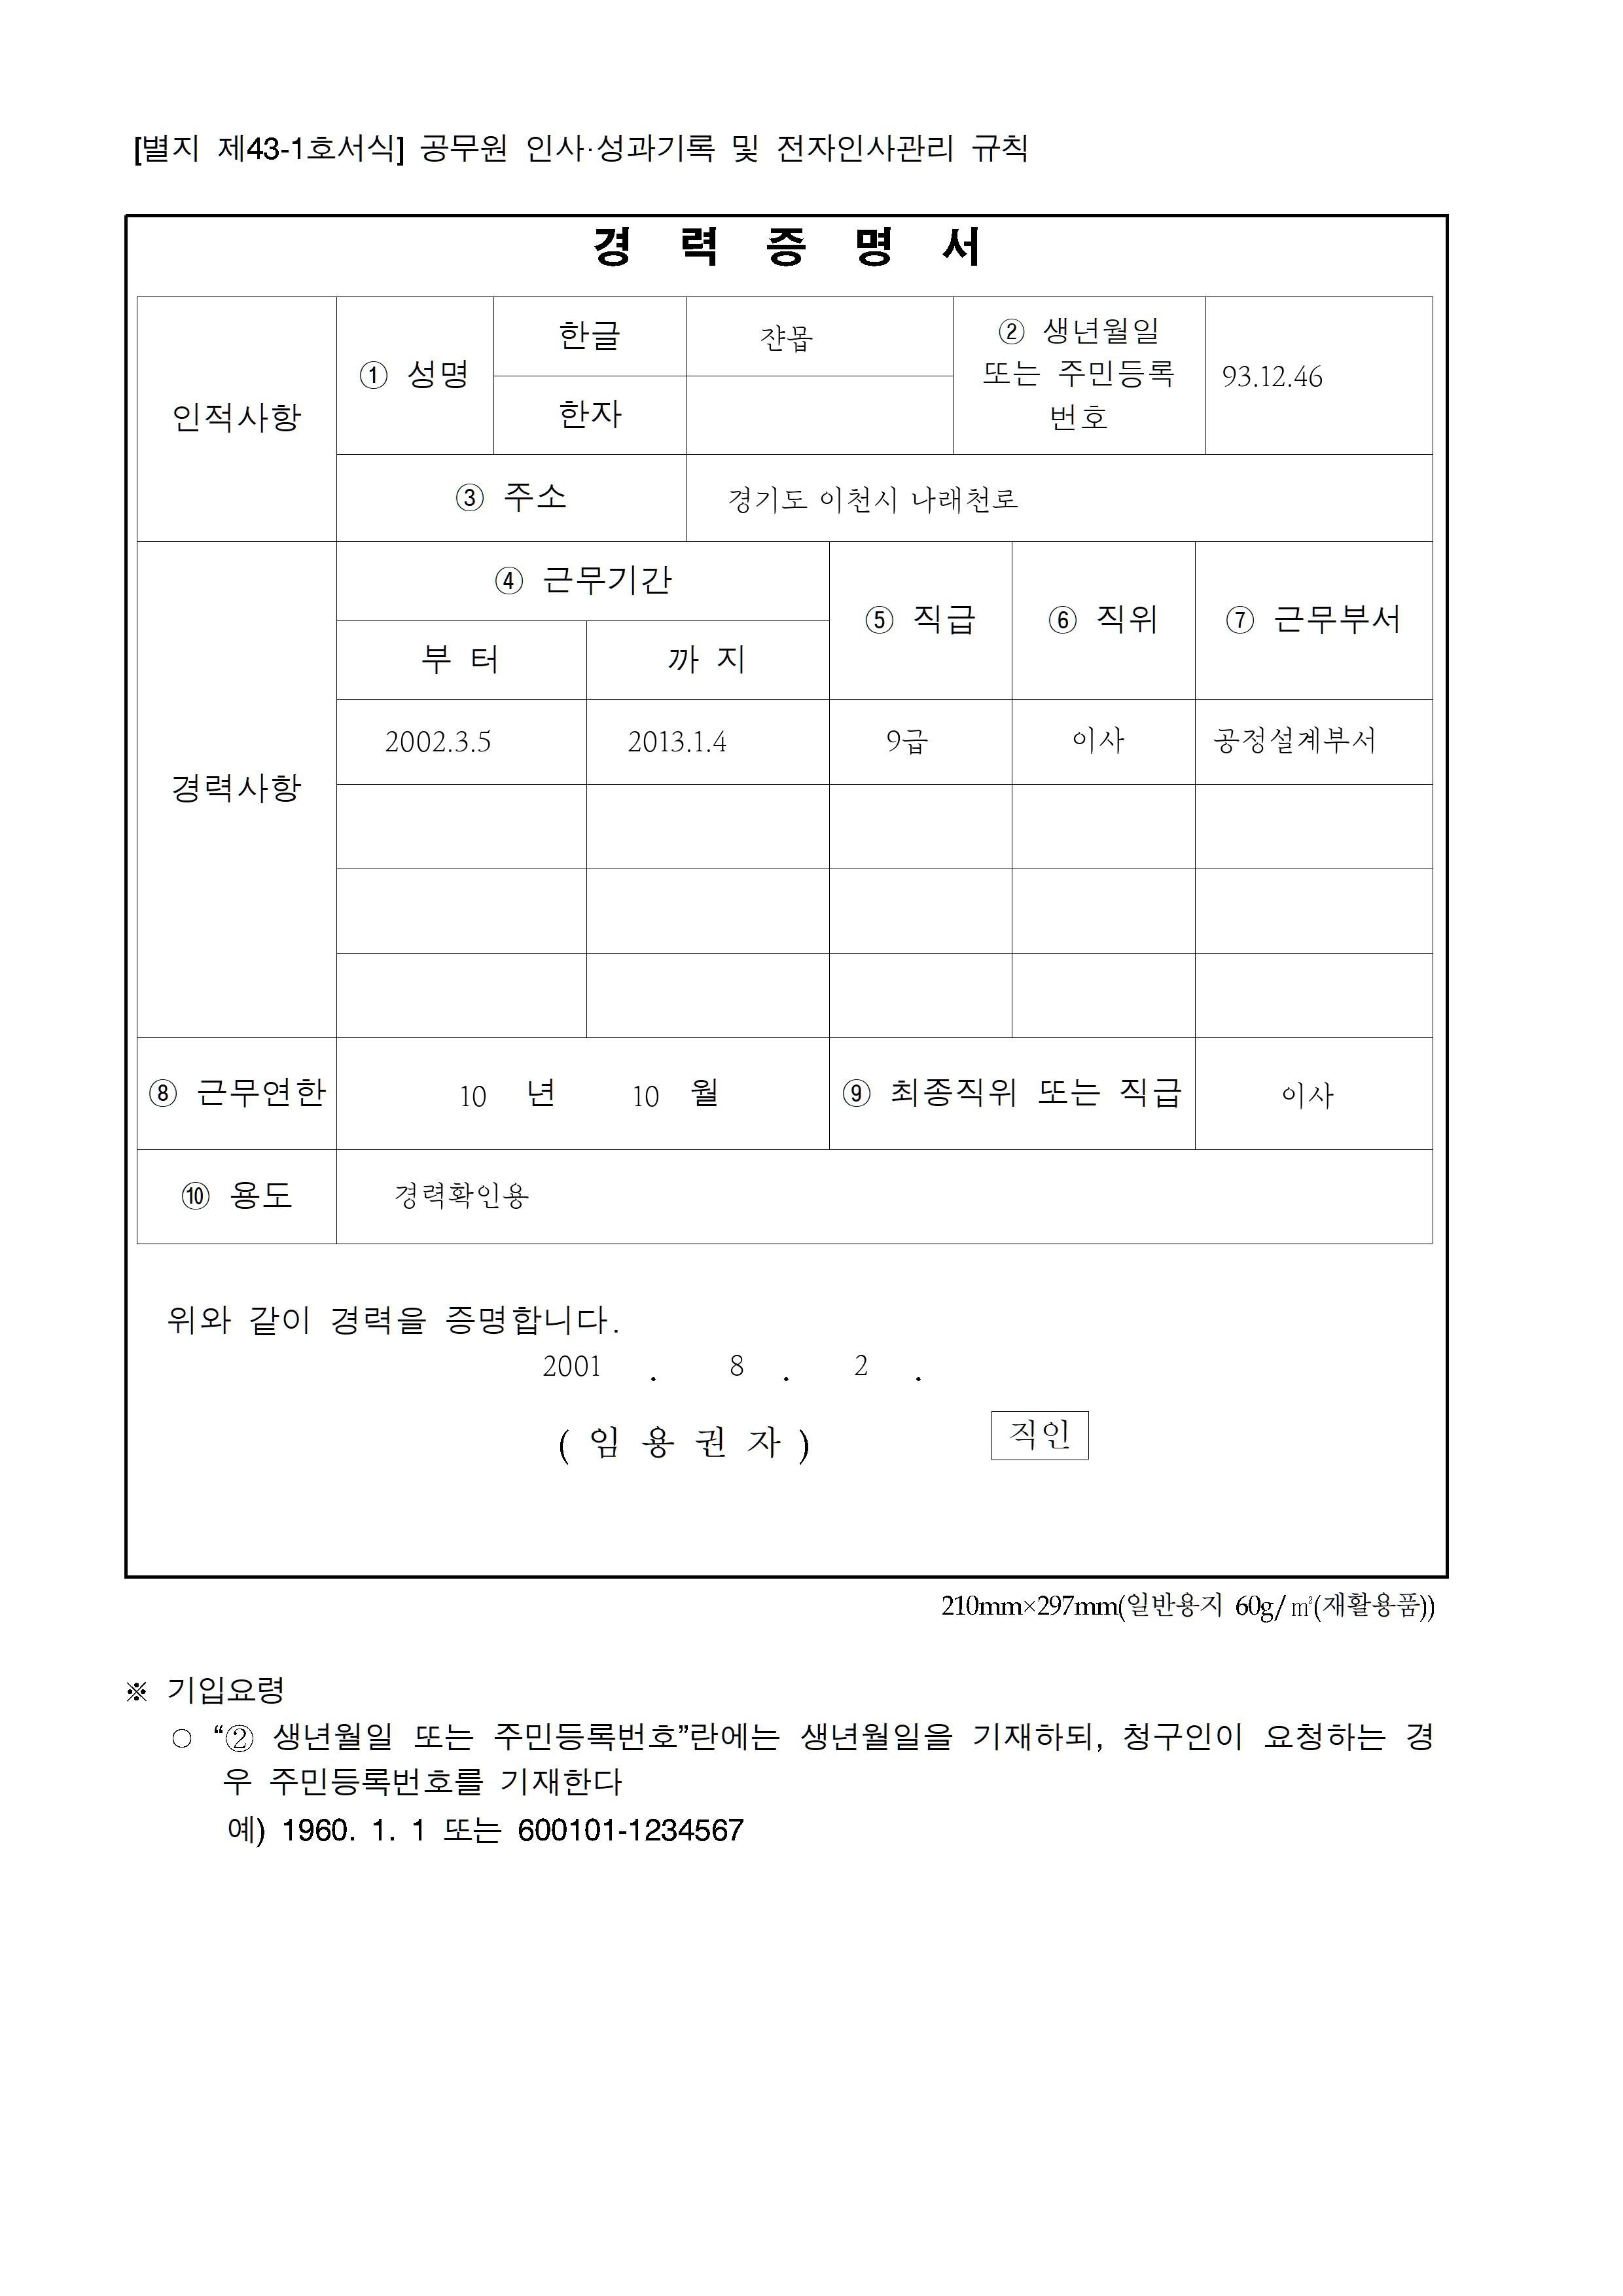 [별지 제43-1호서식] 공무원 인사·성과기록 및 전자인사관리 규칙
경 력 증 명 서
인적사항
① 성명
한글
쟌몹
② 생년월일
또는 주민등록
번호
93.12.46
한자
③ 주소
경기도 이천시 나래천로
경력사항
④ 근무기간
⑤ 직급
⑥ 직위
⑦ 근무부서
부 터
까 지
2002.3.5
2013.1.4
9급
이사
공정설계부서
⑧ 근무연한
10 년 10 월
⑨ 최종직위 또는 직급
이사
⑩ 용도
경력확인용
위와 같이 경력을 증명합니다.
2001 . 8 . 2 .
( 임 용 권 자 )
직인
210mm×297mm(일반용지 60g/㎡(재활용품))
※ 기입요령
○ “② 생년월일 또는 주민등록번호”란에는 생년월일을 기재하되, 청구인이 요청하는 경
우 주민등록번호를 기재한다
예) 1960. 1. 1 또는 600101-1234567